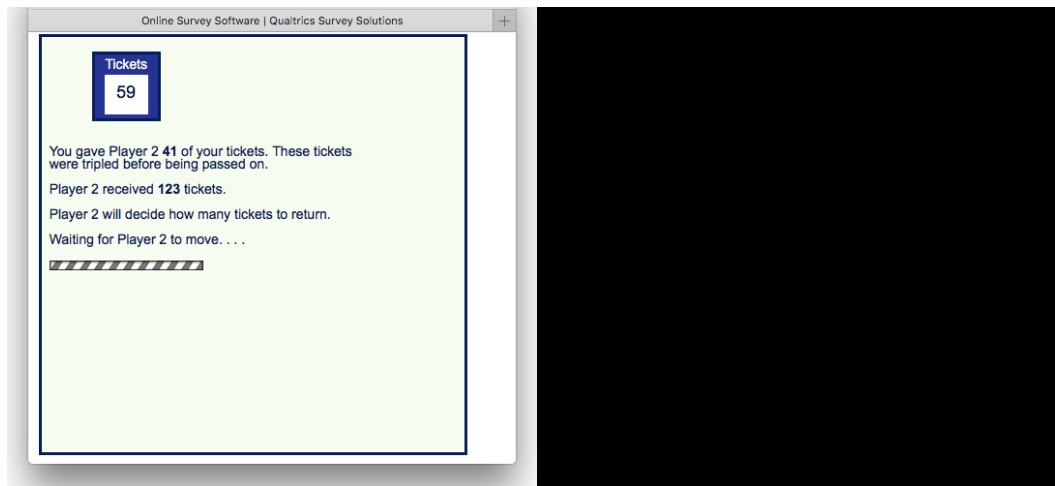 Online Survey Software | Qualtrics Survey Solutions
Tickets
59
You gave Player 2 41 of your tickets. These tickets
were tripled before being passed on.
Player 2 received 123 tickets.
Player 2 will decide how many tickets to return.
Waiting for Player 2 to move. . . .